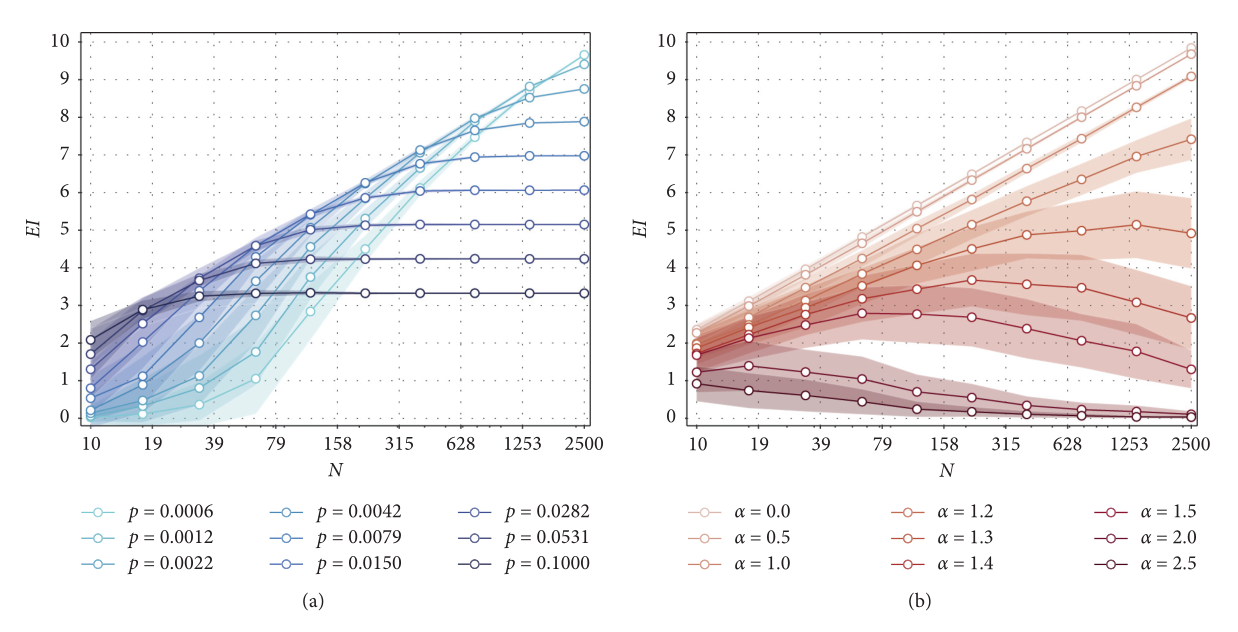 10
9
8
7
6
5
4
3
2
1
0
EI
10 19 39 79 158 315 628 1253 2500
N
p = 0.0006 p = 0.0042 p = 0.0282
p = 0.0012 p = 0.0079 p = 0.0531
p = 0.0022 p = 0.0150 p = 0.1000
(a)
10
9
8
7
6
5
4
3
2
1
0
EI
10 19 39 79 158 315 628 1253 2500
N
α = 0.0 α = 1.2 α = 1.5
α = 0.5 α = 1.3 α = 2.0
α = 1.0 α = 1.4 α = 2.5
(b)